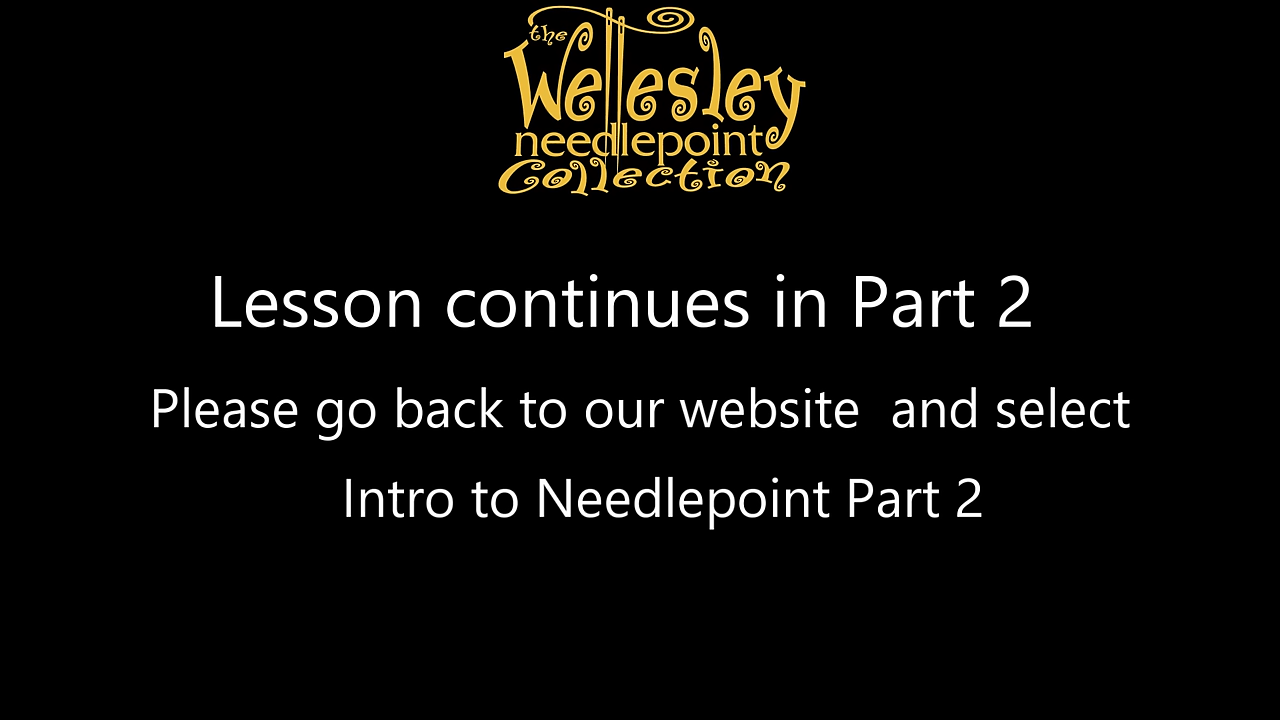 the
Wellesley
needlepoint
Collection
Lesson continues in Part 2
Please go back to our website  and select
Intro to Needlepoint Part 2